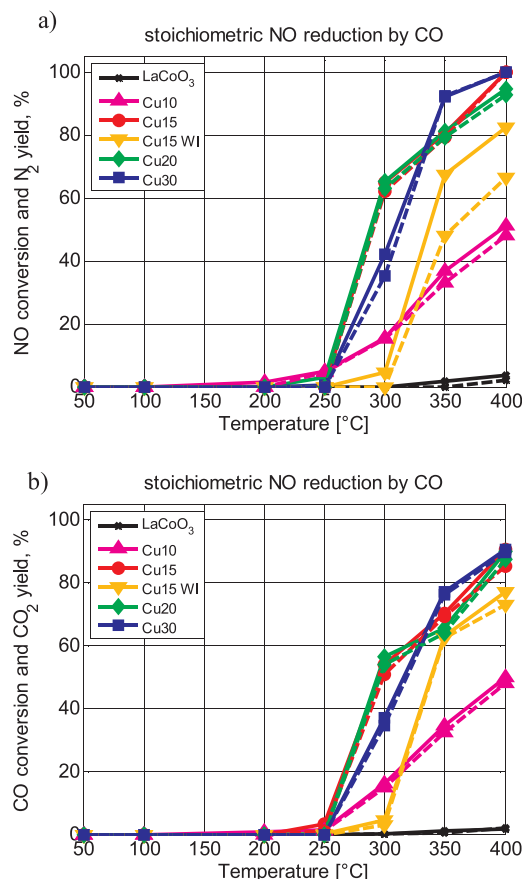 a)
stoichiometric NO reduction by CO
NO conversion and N2 yield, %
100
80
60
40
20
0
LaCoO3
Cu10
Cu15
Cu15 WI
Cu20
Cu30
50 100 150 200 250 300 350 400
Temperature [°C]
b)
stoichiometric NO reduction by CO
CO conversion and CO2 yield, %
100
80
60
40
20
0
LaCoO3
Cu10
Cu15
Cu15 WI
Cu20
Cu30
50 100 150 200 250 300 350 400
Temperature [°C]